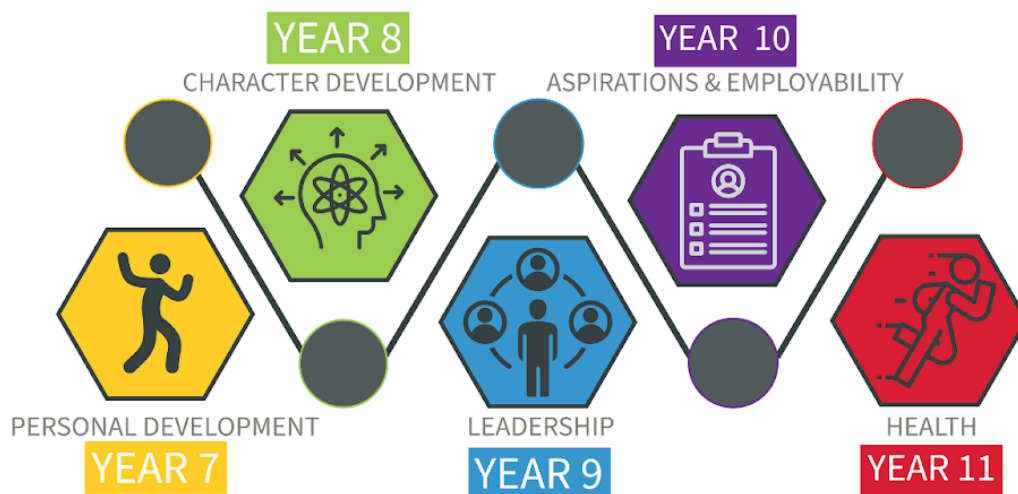 YEAR 8
CHARACTER DEVELOPMENT
YEAR 10
ASPIRATIONS & EMPLOYABILITY
PERSONAL DEVELOPMENT
YEAR 7
LEADERSHIP
YEAR 9
HEALTH
YEAR 11